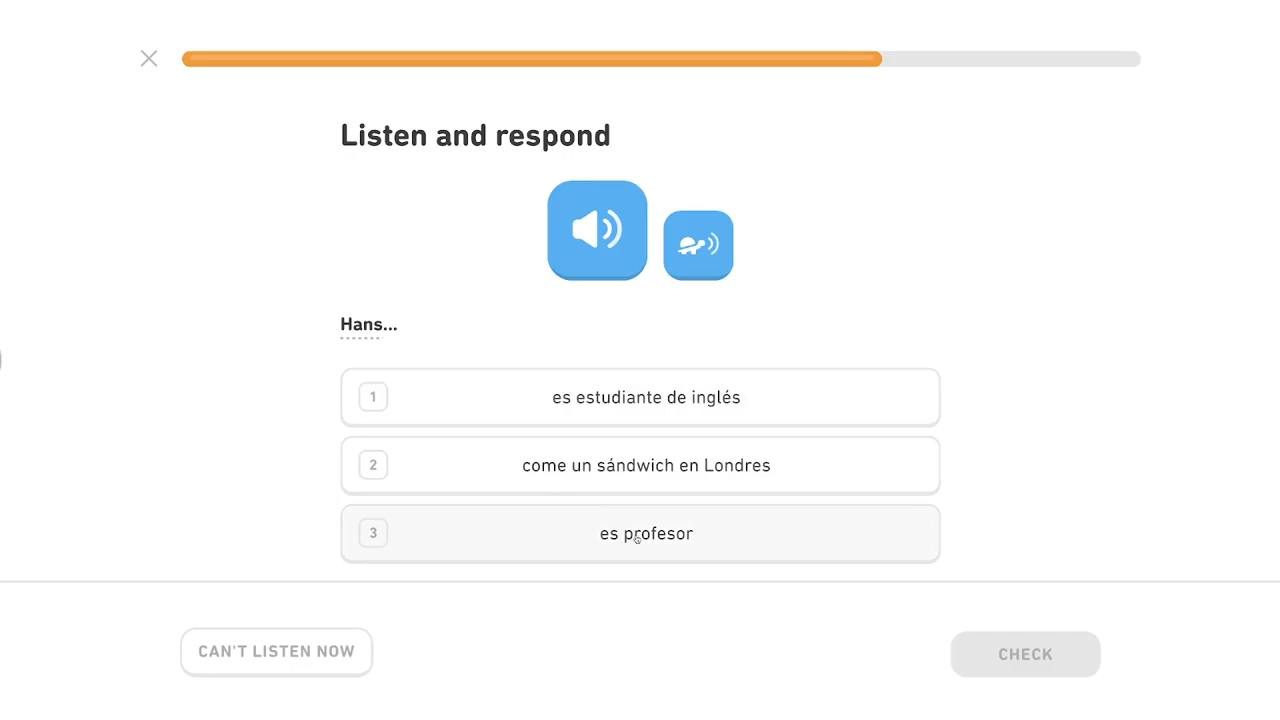 Listen and respond
Hans...
1 es estudiante de inglés
2 come un sándwich en Londres
3 es profesor
CAN'T LISTEN NOW
CHECK